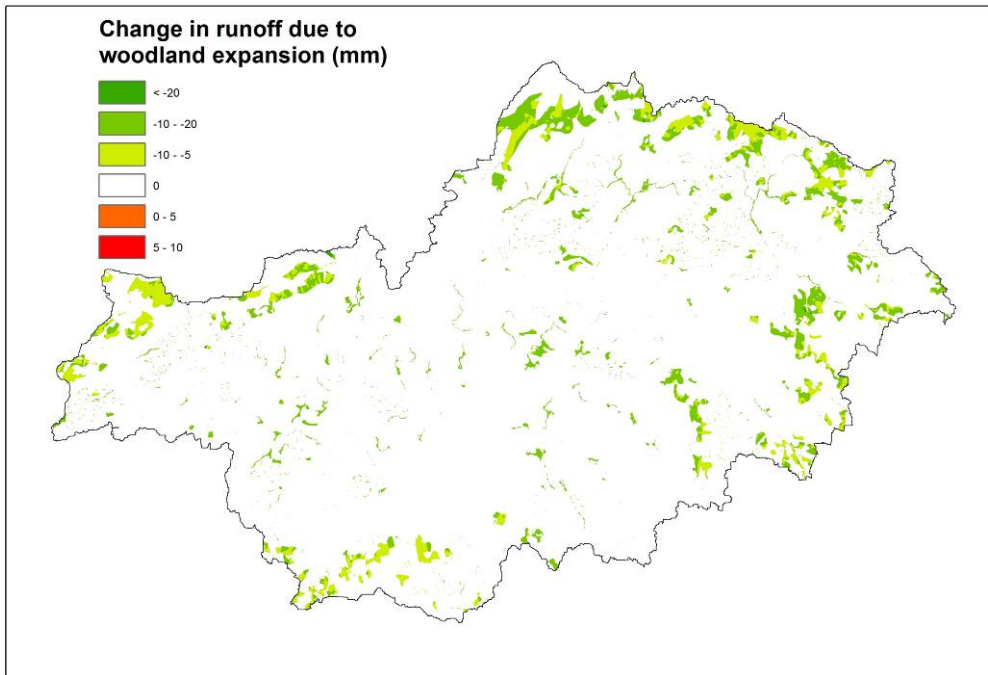 Change in runoff due to
woodland expansion (mm)
< -20
-10 - -20
-10 - -5
0
0 - 5
5 - 10